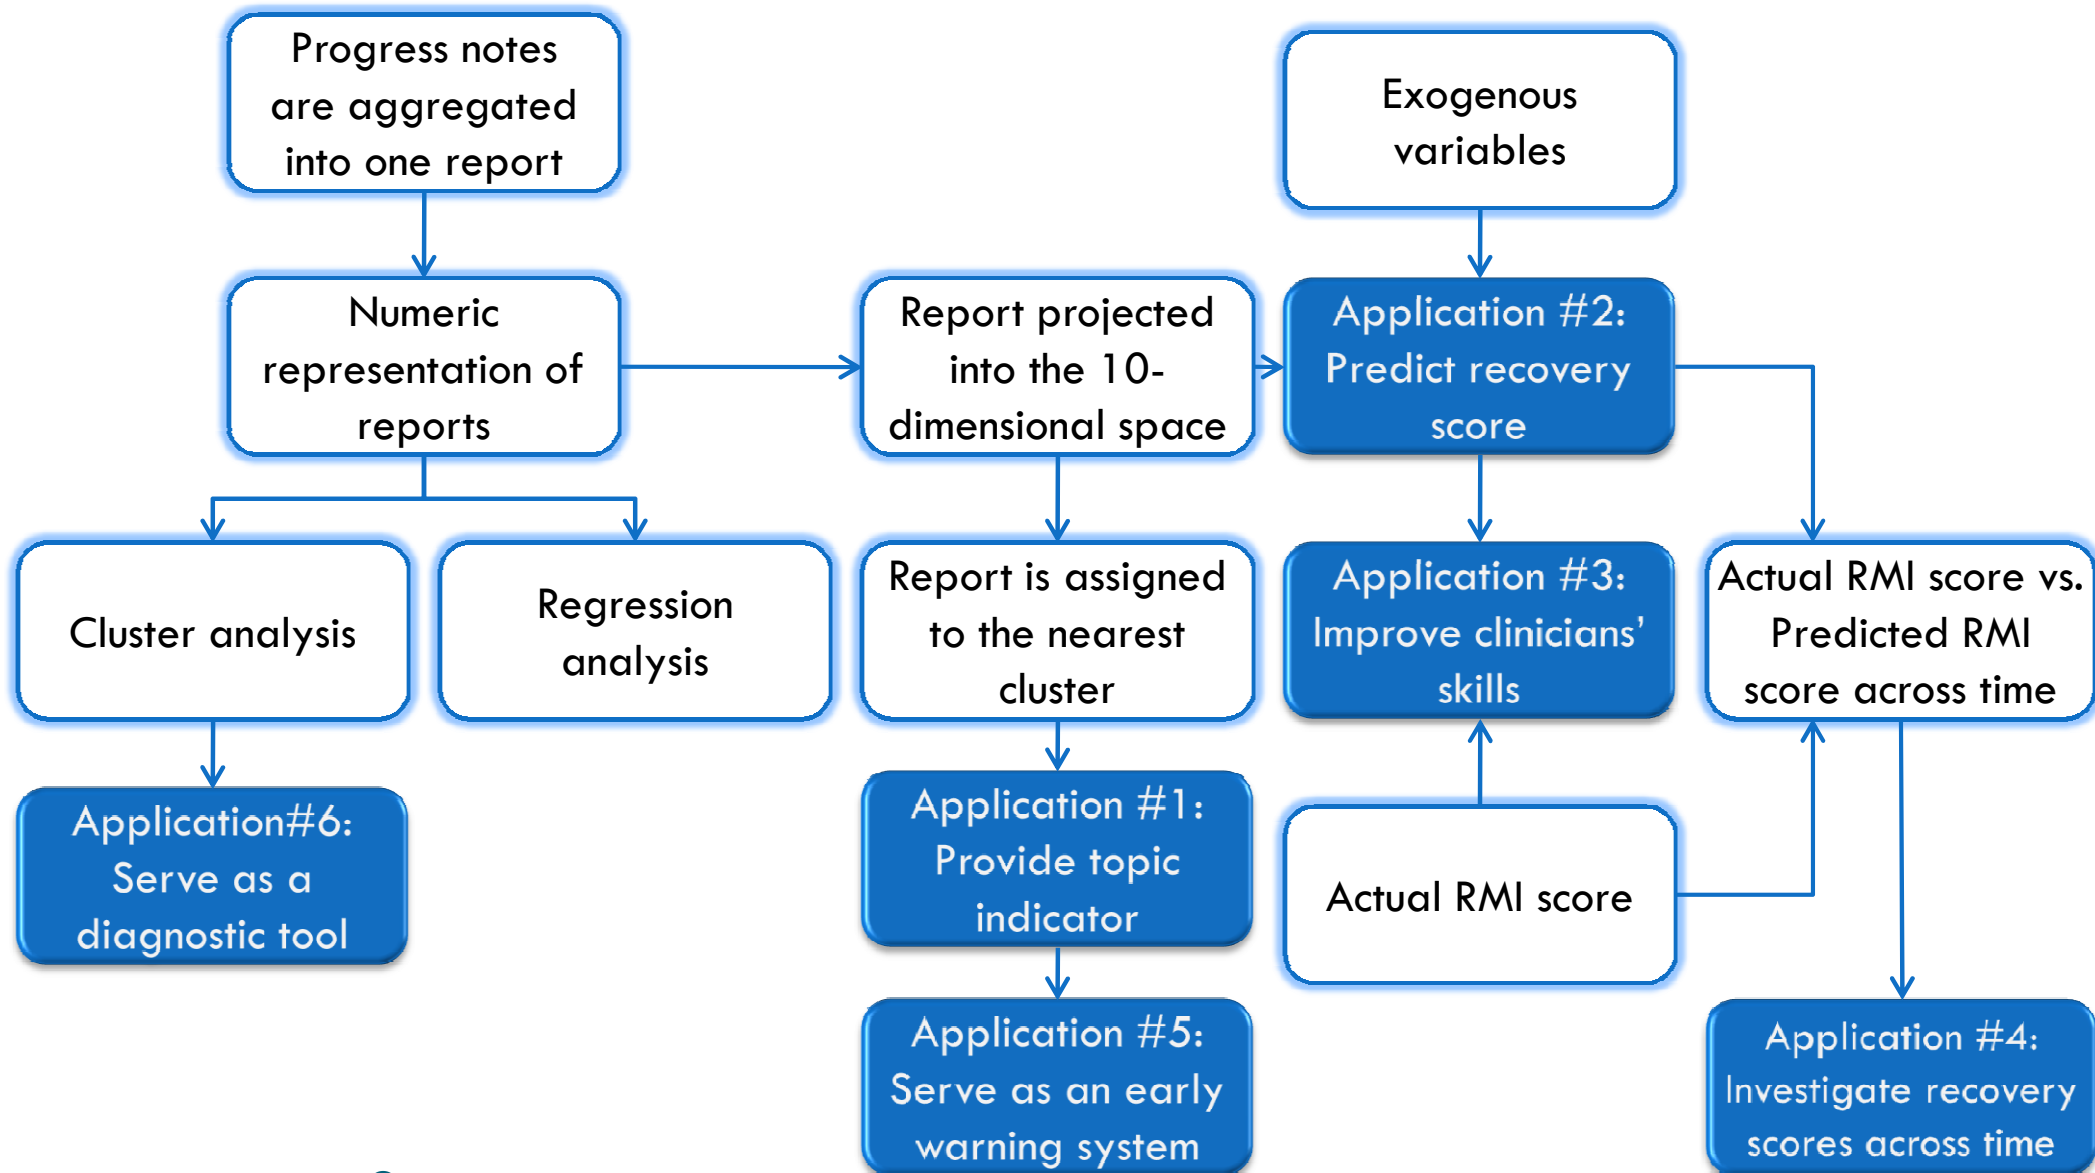 Progress notes
are aggregated
into one report
Exogenous
variables
Numeric
representation of
reports
Report projected
into the 10-
dimensional space
Application #2:
Predict recovery
score
Cluster analysis
Regression
analysis
Report is assigned
to the nearest
cluster
Application #3:
Improve clinicians’
skills
Actual RMI score vs.
Predicted RMI
score across time
Application#6:
Serve as a
diagnostic tool
Application #1:
Provide topic
indicator
Actual RMI score
Application #5:
Serve as an early
warning system
Application #4:
Investigate recovery
scores across time